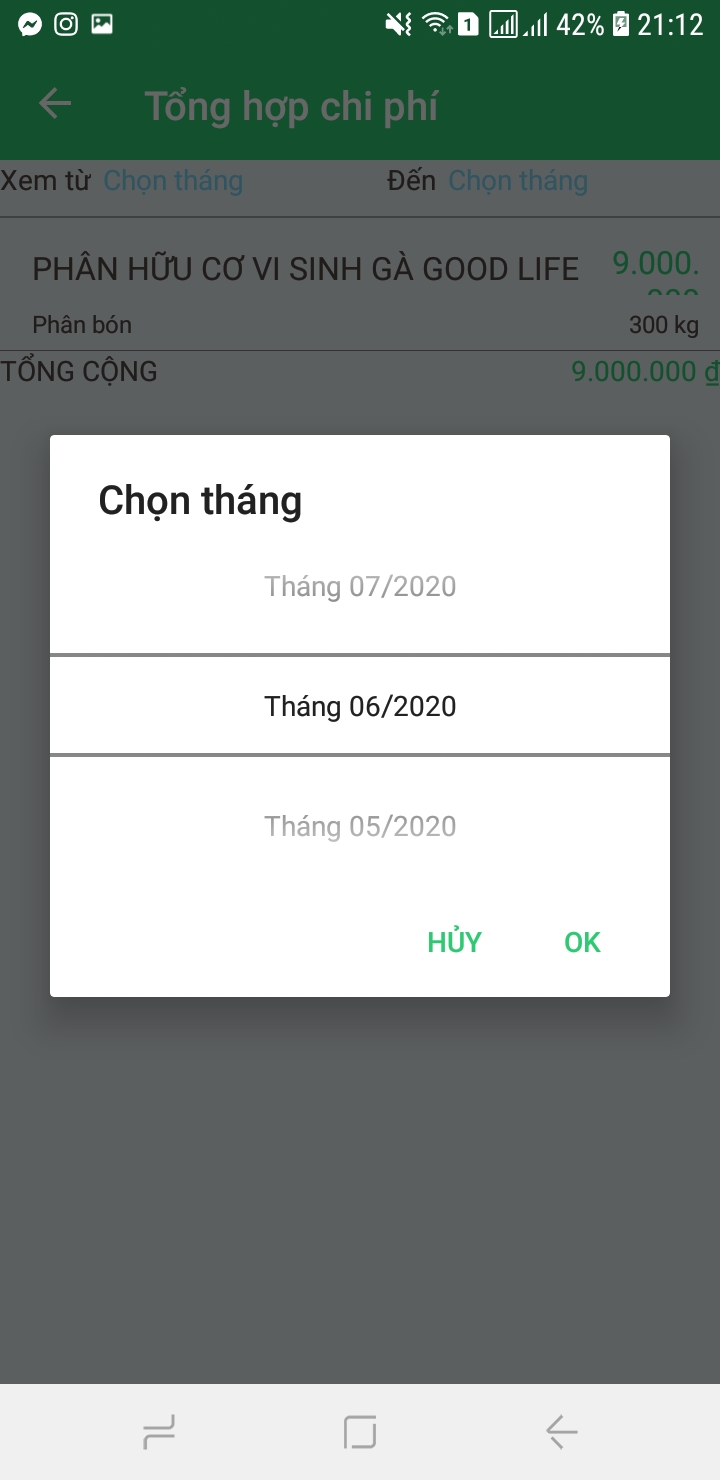 1 42% 21:12
Tổng hợp chi phí
Xem từ Chọn tháng Đến Chọn tháng
PHÂN HỮU CƠ VI SINH GÀ GOOD LIFE 9.000.
Phân bón 300 kg
TỔNG CỘNG 9.000.000 ₫
Chọn tháng
Tháng 07/2020
Tháng 06/2020
Tháng 05/2020
HỦY OK